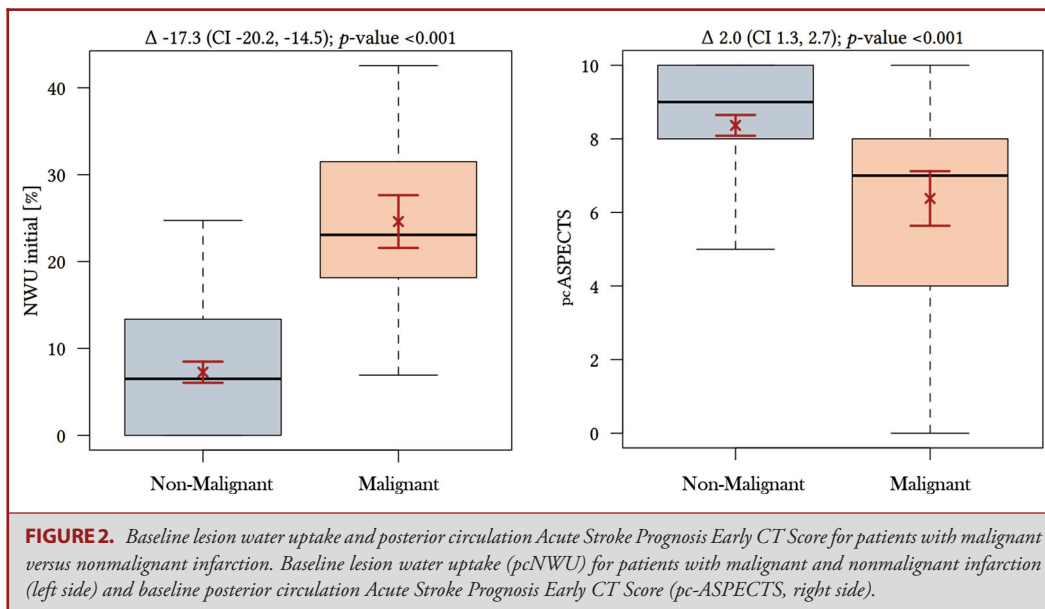 Δ -17.3 (CI -20.2, -14.5); p-value <0.001
NWU initial [%]
40
30
20
10
0
Non-Malignant
Malignant
Δ 2.0 (CI 1.3, 2.7); p-value <0.001
pcASPECTS
10
8
6
4
2
0
Non-Malignant
Malignant
FIGURE 2. Baseline lesion water uptake and posterior circulation Acute Stroke Prognosis Early CT Score for patients with malignant
versus nonmalignant infarction. Baseline lesion water uptake (pcNWU) for patients with malignant and nonmalignant infarction
(left side) and baseline posterior circulation Acute Stroke Prognosis Early CT Score (pc-ASPECTS, right side).